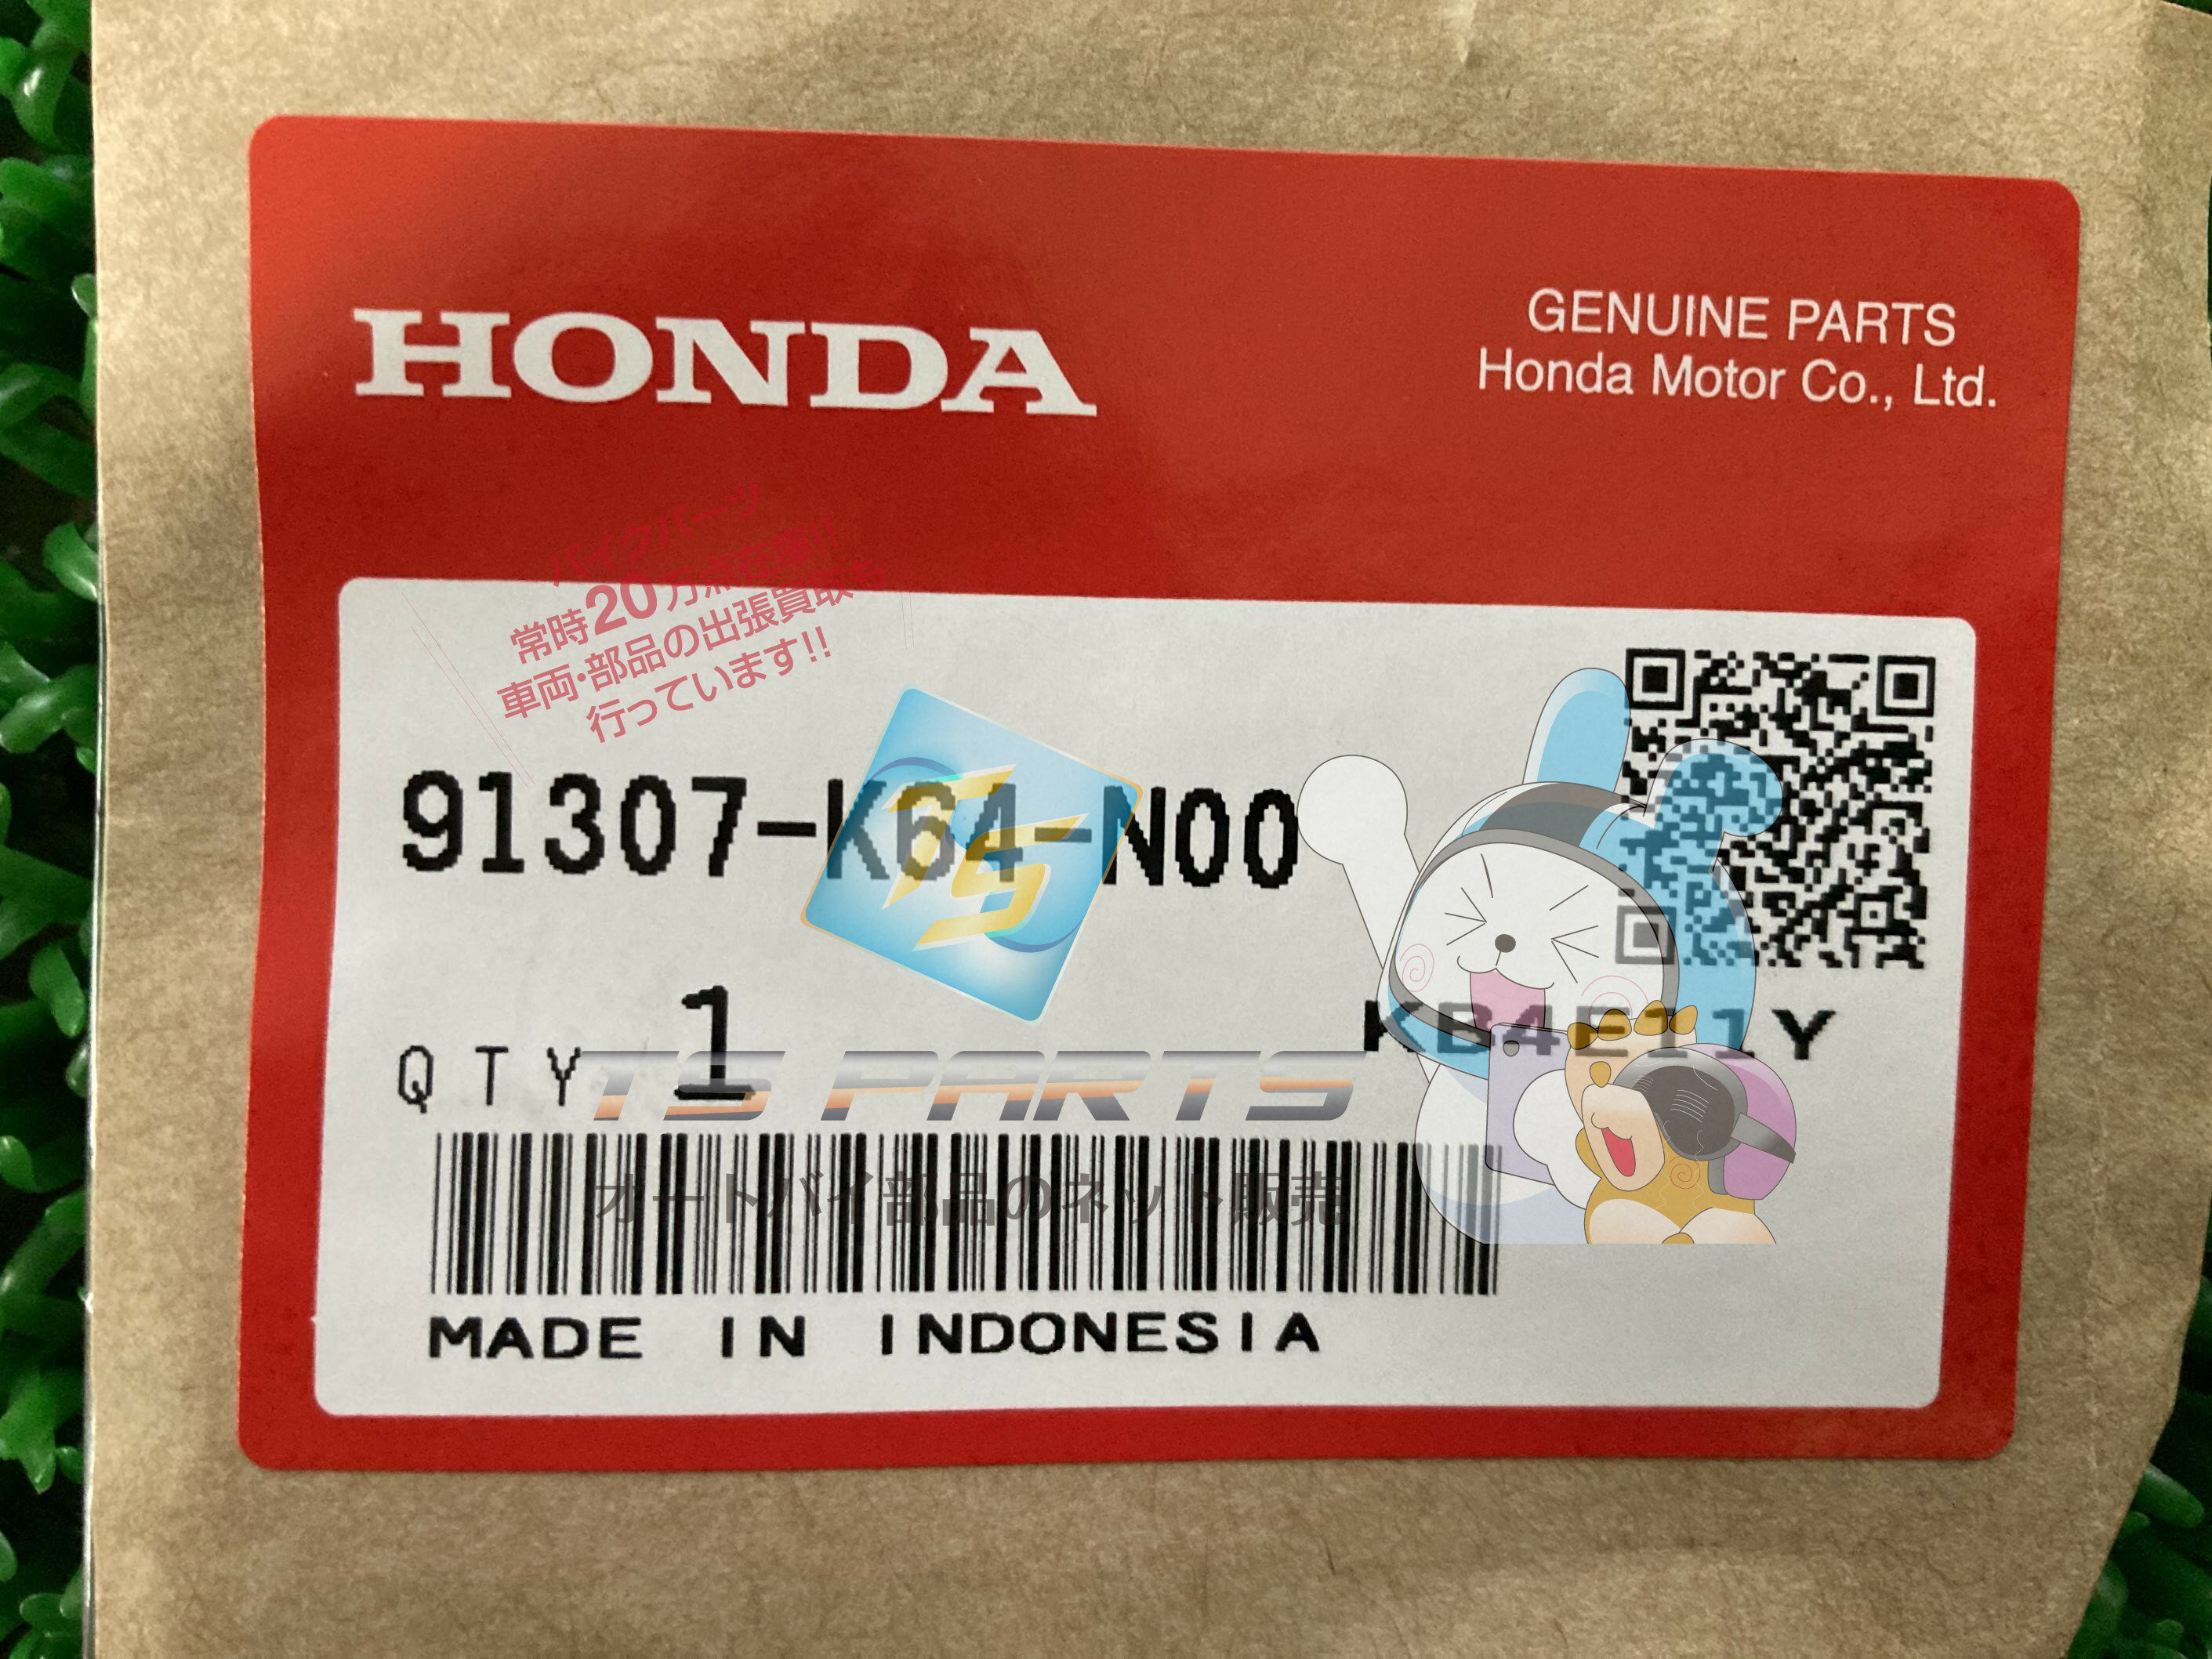 HONDA
GENUINE PARTS
Honda Motor Co., Ltd.
バイクパーツ
常時20万点在庫!!
車両・部品の出張買取も
行っています!!
TS
91307-K64-N00
KB4E11Y
QTY 1
TS PARTS
オートバイ部品のネット販売
MADE IN INDONESIA